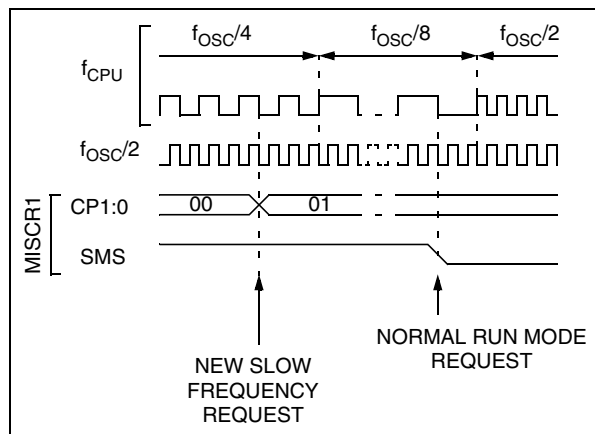 fOSC/4 fOSC/8 fOSC/2
fCPU
fOSC/2
MISCR1
CP1:0 00 01
SMS
NEW SLOW
FREQUENCY
REQUEST
NORMAL RUN MODE
REQUEST